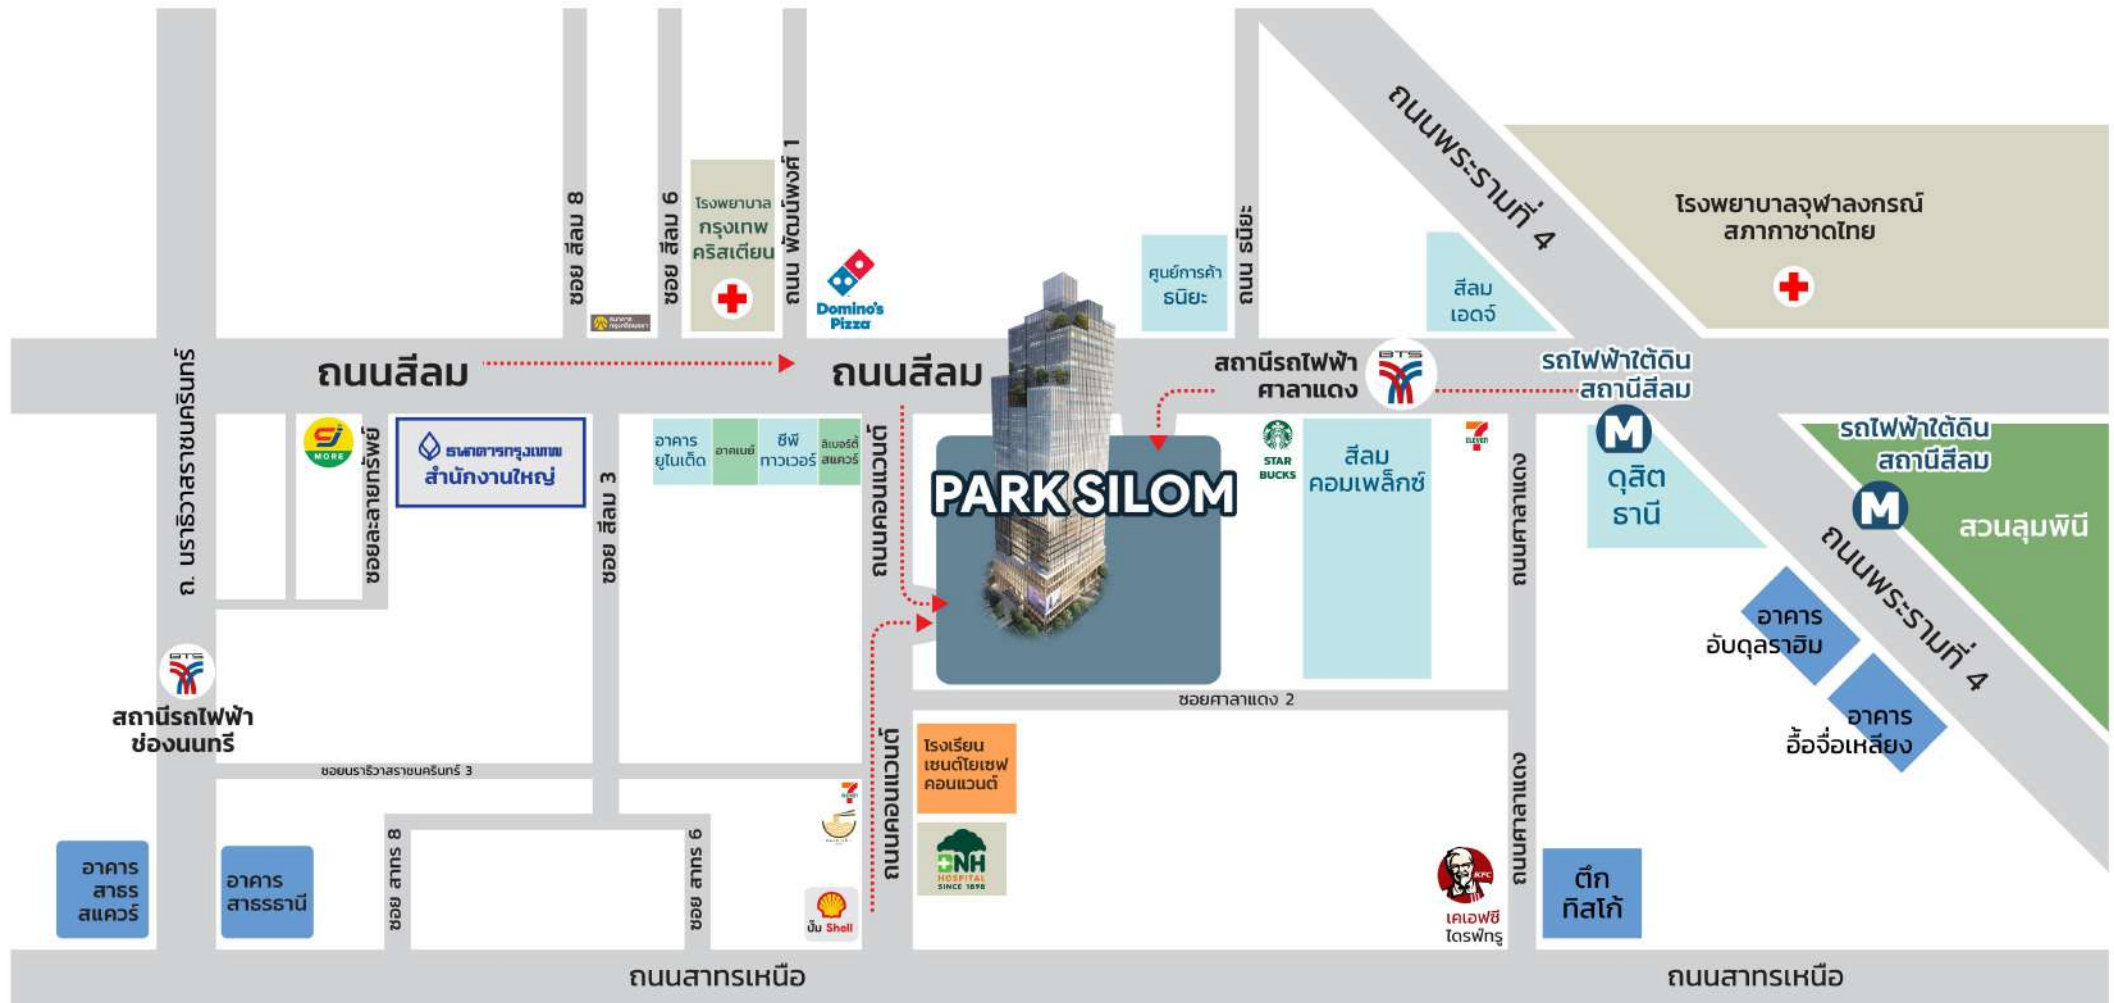 ซอย สีลม 8
ซอย สีลม 6
โรงพยาบาล
กรุงเทพ
คริสเตียน
ถนน พัฒน์พงศ์ 1
Domino's
Pizza
ศูนย์การค้า
ธนิยะ
ถนน ธนิยะ
สีลม
เอดจ์
ถนนพระรามที่ 4
โรงพยาบาลจุฬาลงกรณ์
สภากาชาดไทย
ถ. นราธิวาสราชนครินทร์
ถนนสีลม
ถนนสีลม
สถานีรถไฟฟ้า
ศาลาแดง
BTS
รถไฟฟ้าใต้ดิน
สถานีสีลม
M
CJ
MORE
ซอยละลายทรัพย์
ธนาคารกรุงเทพ
สำนักงานใหญ่
ซอย สีลม 3
อาคาร
ยูไนเต็ด
อาคเนย์
ซีพี
ทาวเวอร์
ลิเบอร์ตี้
สแควร์
ถนนคอนแวนต์
PARK SILOM
STAR
BUCKS
สีลม
คอมเพล็กซ์
7
ELEVEN
ถนนศาลาแดง
ดุสิต
ธานี
รถไฟฟ้าใต้ดิน
สถานีสีลม
M
สวนลุมพินี
ถนนพระรามที่ 4
อาคาร
อับดุลราฮิม
อาคาร
อื้อจื่อเหลียง
BTS
สถานีรถไฟฟ้า
ช่องนนทรี
ซอยศาลาแดง 2
ซอยนราธิวาสราชนครินทร์ 3
ถนนคอนแวนต์
โรงเรียน
เซนต์โยเซฟ
คอนแวนต์
ถนนศาลาแดง
7
ELEVEN
BNH
HOSPITAL
SINCE 1898
อาคาร
สาธร
สแควร์
อาคาร
สาธรธานี
ซอย สาทร 8
ซอย สาทร 6
ปั๊ม Shell
KFC
เคเอฟซี
ไดรฟ์ทรู
ตึก
ทิสโก้
ถนนสาทรเหนือ
ถนนสาทรเหนือ